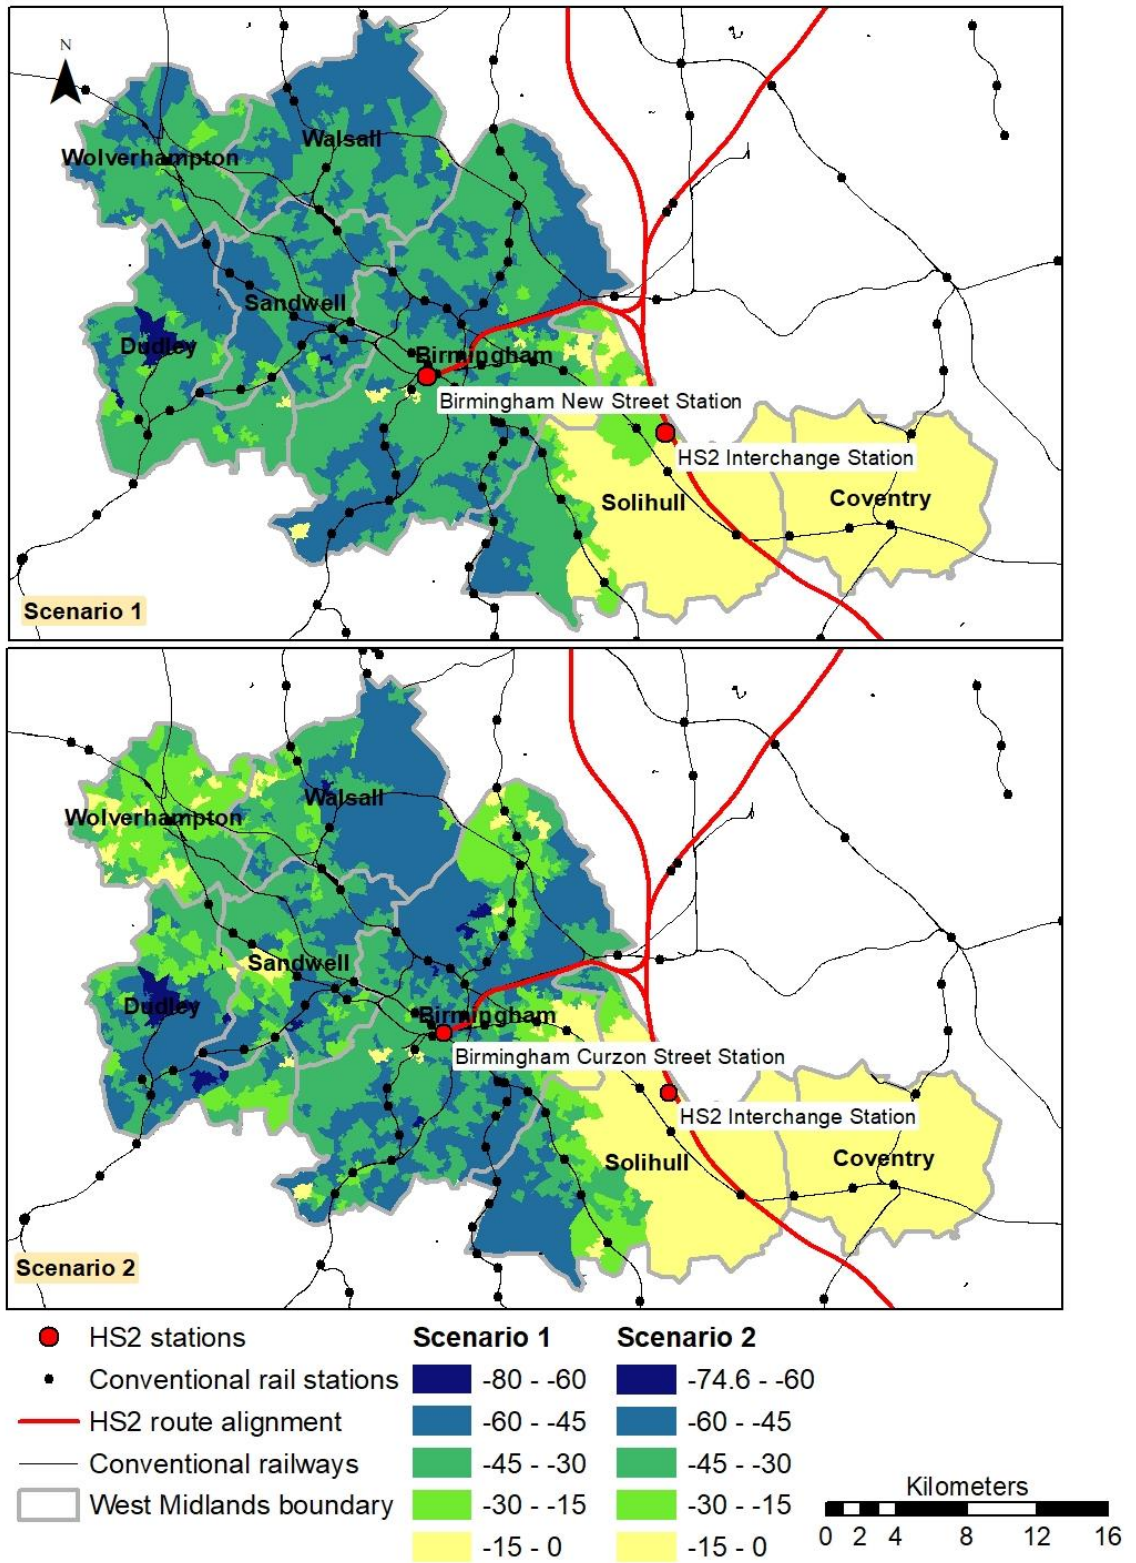 N
Walsall
Wolverhampton
Sandwell
Dudley
Birmingham
Birmingham New Street Station
HS2 Interchange Station
Solihull
Coventry
Scenario 1
Walsall
Wolverhampton
Sandwell
Dudley
Birmingham
Birmingham Curzon Street Station
HS2 Interchange Station
Solihull
Coventry
Scenario 2
HS2 stations
Conventional rail stations
HS2 route alignment
Conventional railways
West Midlands boundary
Scenario 1
-80 - -60
-60 - -45
-45 - -30
-30 - -15
-15 - 0
Scenario 2
-74.6 - -60
-60 - -45
-45 - -30
-30 - -15
-15 - 0
Kilometers
0 2 4 8 12 16